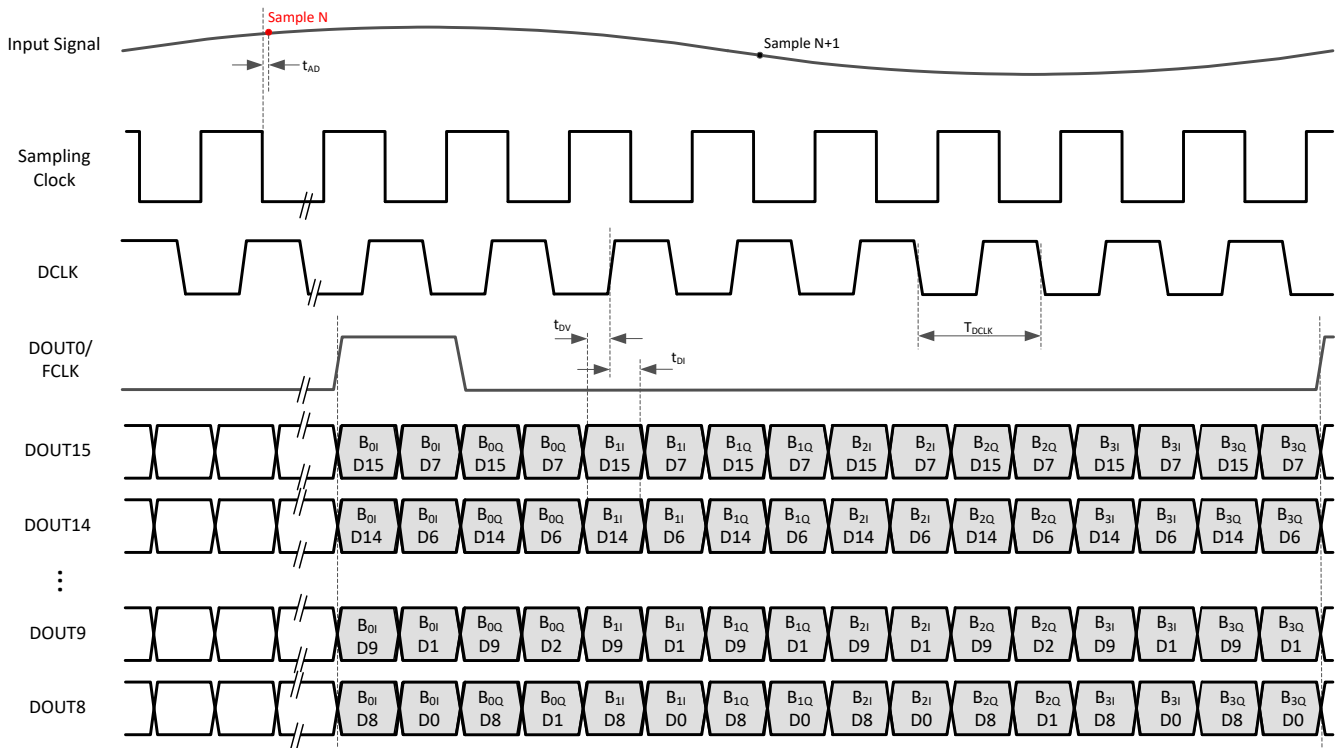 Sample N
Input Signal
Sample N+1
tAD
Sampling
Clock
DCLK
tDV
TDCLK
DOUT0/
FCLK
tDI
DOUT15
B0I B0I B0Q B0Q B1I B1I B1Q B1Q B2I B2I B2Q B2Q B3I B3I B3Q B3Q
D15 D7 D15 D7 D15 D7 D15 D7 D15 D7 D15 D7 D15 D7 D15 D7
DOUT14
B0I B0I B0Q B0Q B1I B1I B1Q B1Q B2I B2I B2Q B2Q B3I B3I B3Q B3Q
D14 D6 D14 D6 D14 D6 D14 D6 D14 D6 D14 D6 D14 D6 D14 D6
DOUT9
B0I B0I B0Q B0Q B1I B1I B1Q B1Q B2I B2I B2Q B2Q B3I B3I B3Q B3Q
D9 D1 D9 D2 D9 D1 D9 D1 D9 D1 D9 D2 D9 D1 D9 D1
DOUT8
B0I B0I B0Q B0Q B1I B1I B1Q B1Q B2I B2I B2Q B2Q B3I B3I B3Q B3Q
D8 D0 D8 D1 D8 D0 D8 D0 D8 D0 D8 D1 D8 D0 D8 D0